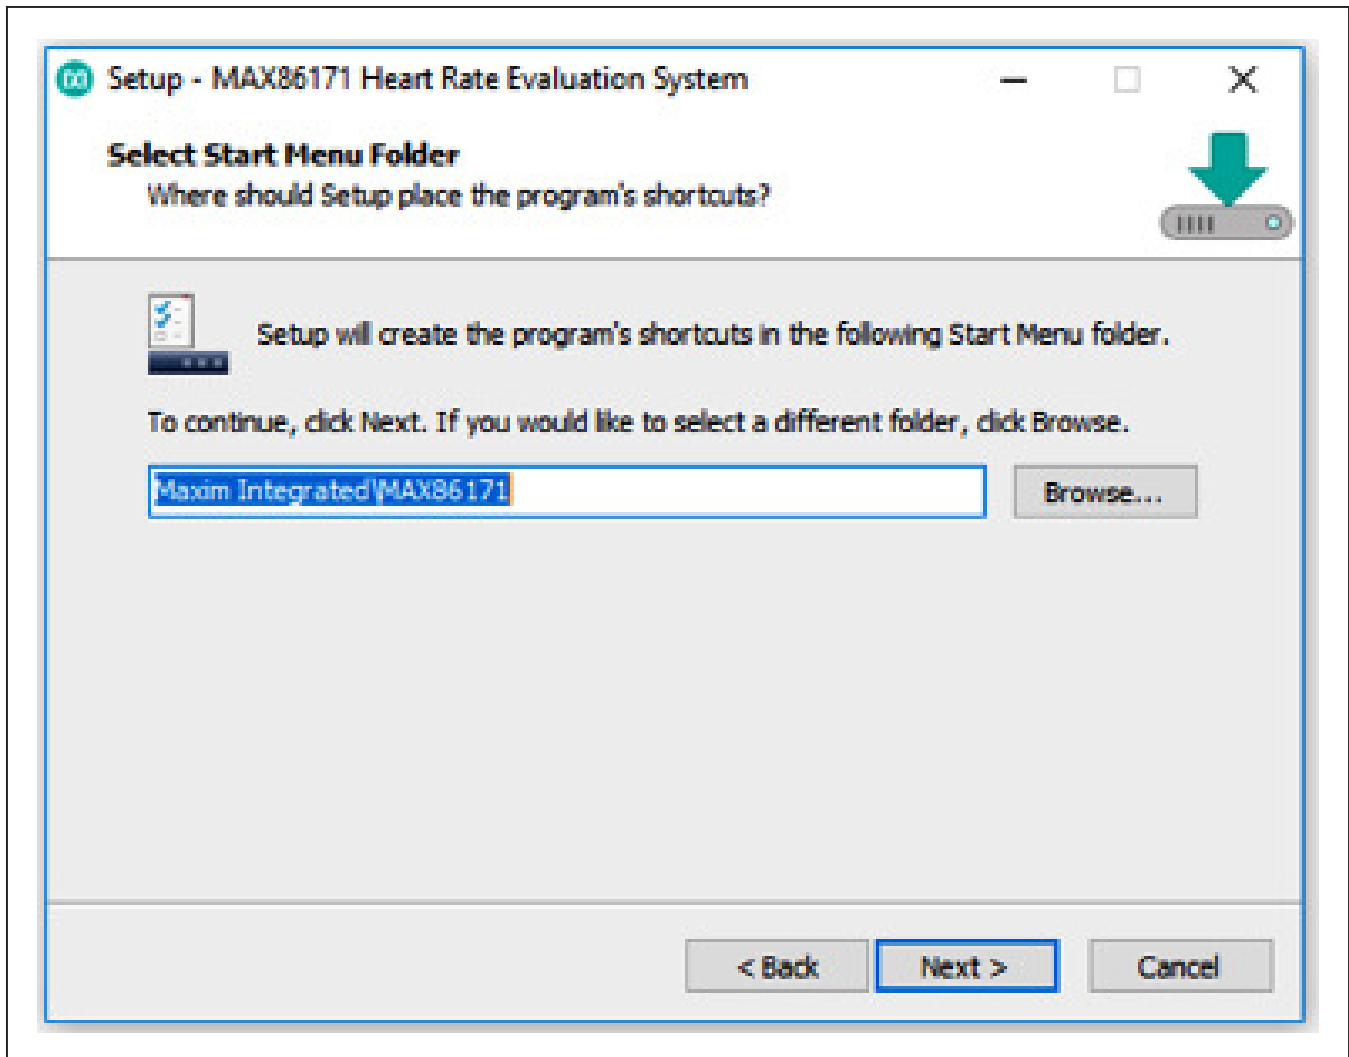 Setup - MAX86171 Heart Rate Evaluation System
Select Start Menu Folder
Where should Setup place the program's shortcuts?
Setup will create the program's shortcuts in the following Start Menu folder.
To continue, click Next. If you would like to select a different folder, click Browse.
Maxim Integrated\MAX86171
Browse...
< Back
Next >
Cancel